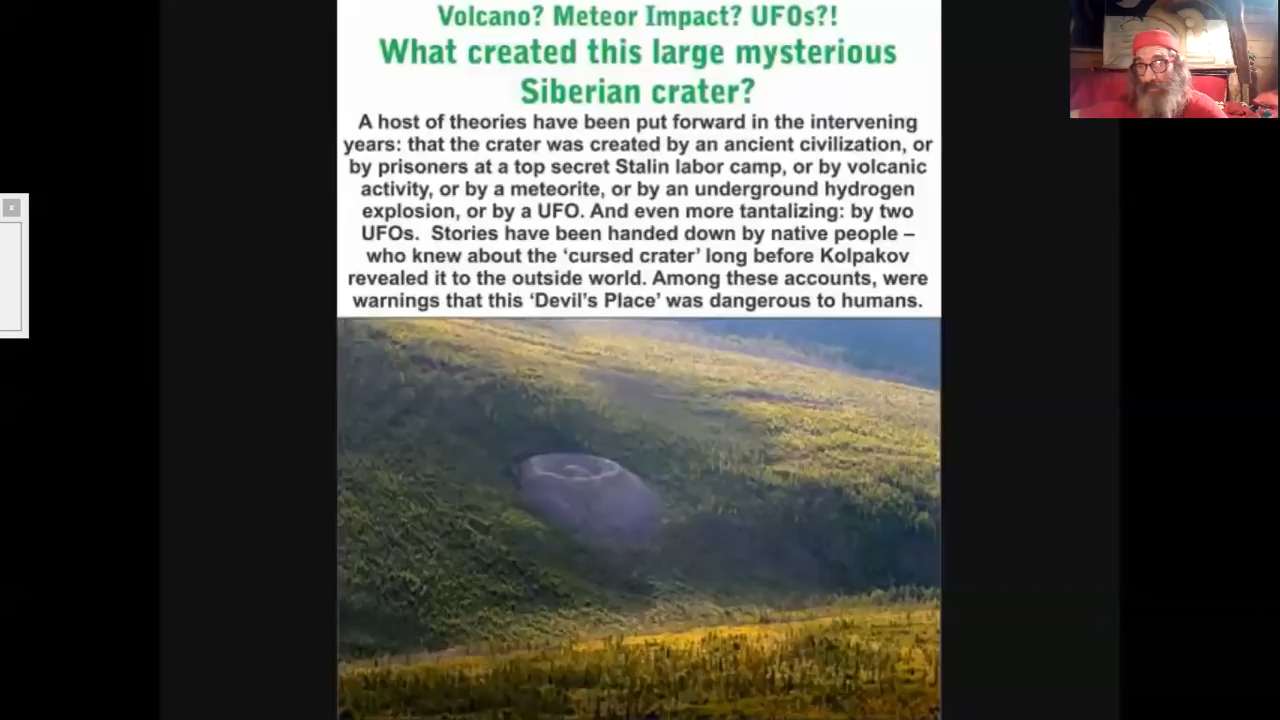 Volcano? Meteor Impact? UFOs?!
What created this large mysterious
Siberian crater?
A host of theories have been put forward in the intervening
years: that the crater was created by an ancient civilization, or
by prisoners at a top secret Stalin labor camp, or by volcanic
activity, or by a meteorite, or by an underground hydrogen
explosion, or by a UFO. And even more tantalizing: by two
UFOs.  Stories have been handed down by native people –
who knew about the ‘cursed crater’ long before Kolpakov
revealed it to the outside world. Among these accounts, were
warnings that this ‘Devil’s Place’ was dangerous to humans.
x